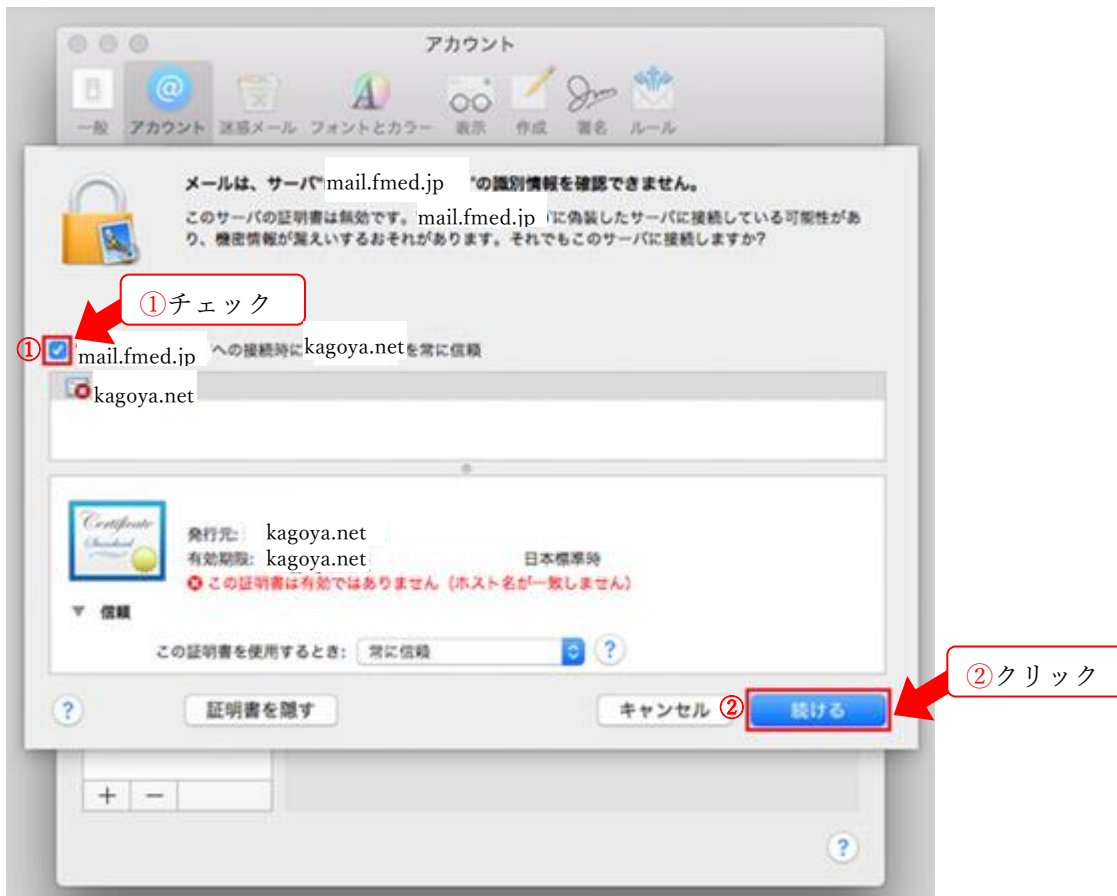 アカウント
一般 アカウント 迷惑メール フォントとカラー 表示 作成 署名 ルール
メールは、サーバ"mail.fmed.jp "の識別情報を確認できません。
このサーバの証明書は無効です。mail.fmed.jp に偽装したサーバに接続している可能性があ
り、機密情報が漏えいするおそれがあります。それでもこのサーバに接続しますか?
①チェック
① mail.fmed.jp "への接続時にkagoya.netを常に信頼
kagoya.net
Certificate
Standard
発行元: kagoya.net
有効期限: kagoya.net 日本標準時
この証明書は有効ではありません（ホスト名が一致しません）
▼ 信頼
この証明書を使用するとき: 常に信頼 ?
②クリック
? 証明書を隠す キャンセル ② 続ける
+ −
?